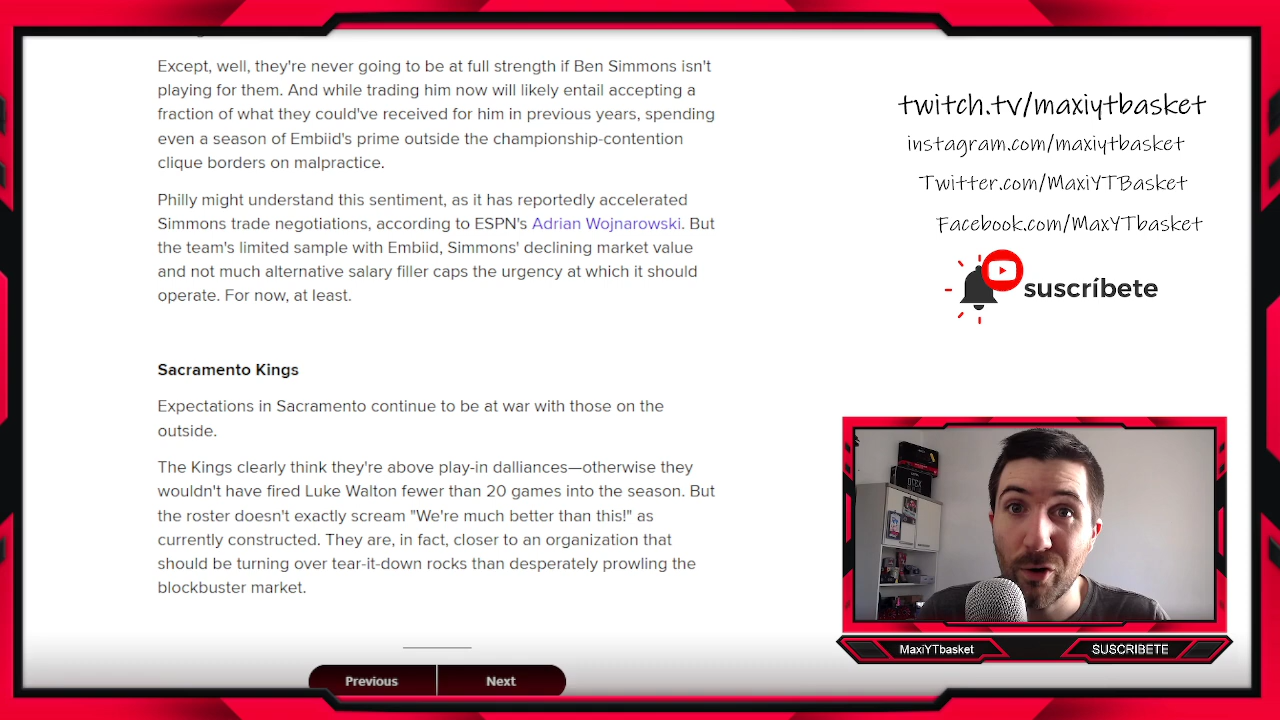 Except, well, they're never going to be at full strength if Ben Simmons isn't
playing for them. And while trading him now will likely entail accepting a
fraction of what they could've received for him in previous years, spending
even a season of Embiid's prime outside the championship-contention
clique borders on malpractice.
Philly might understand this sentiment, as it has reportedly accelerated
Simmons trade negotiations, according to ESPN's Adrian Wojnarowski. But
the team's limited sample with Embiid, Simmons' declining market value
and not much alternative salary filler caps the urgency at which it should
operate. For now, at least.
Sacramento Kings
Expectations in Sacramento continue to be at war with those on the
outside.
The Kings clearly think they're above play-in dalliances—otherwise they
wouldn't have fired Luke Walton fewer than 20 games into the season. But
the roster doesn't exactly scream "We're much better than this!" as
currently constructed. They are, in fact, closer to an organization that
should be turning over tear-it-down rocks than desperately prowling the
blockbuster market.
Previous
Next
twitch.tv/maxiytbasket
instagram.com/maxiytbasket
Twitter.com/MaxiYTBasket
Facebook.com/MaxYTbasket
suscríbete
MaxiYTbasket
SUSCRIBETE